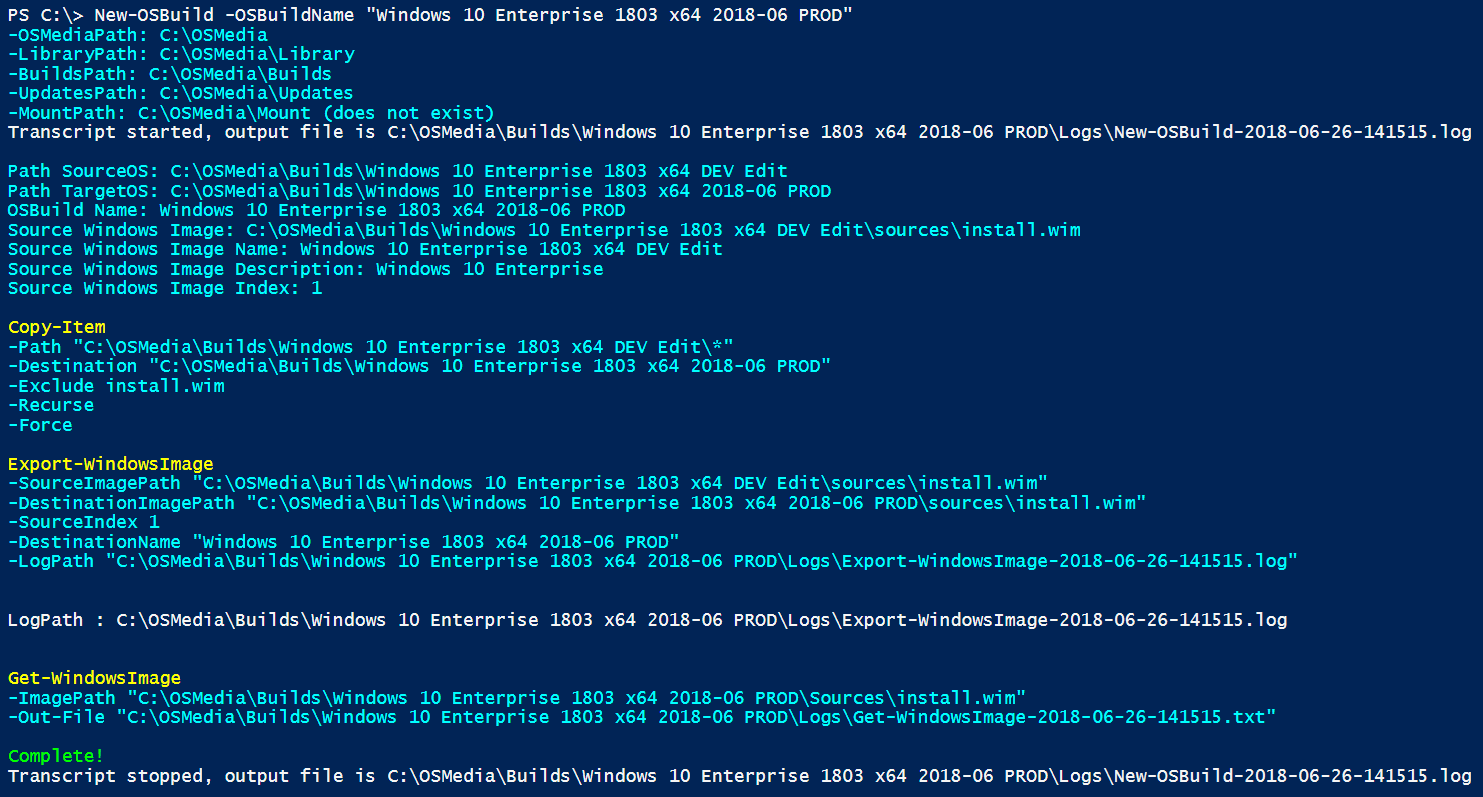 PS C:\> New-OSBuild -OSBuildName "Windows 10 Enterprise 1803 x64 2018-06 PROD"
-OSMediaPath: C:\OSMedia
-LibraryPath: C:\OSMedia\Library
-BuildsPath: C:\OSMedia\Builds
-UpdatesPath: C:\OSMedia\Updates
-MountPath: C:\OSMedia\Mount (does not exist)
Transcript started, output file is C:\OSMedia\Builds\Windows 10 Enterprise 1803 x64 2018-06 PROD\Logs\New-OSBuild-2018-06-26-141515.log
Path SourceOS: C:\OSMedia\Builds\Windows 10 Enterprise 1803 x64 DEV Edit
Path TargetOS: C:\OSMedia\Builds\Windows 10 Enterprise 1803 x64 2018-06 PROD
OSBuild Name: Windows 10 Enterprise 1803 x64 2018-06 PROD
Source Windows Image: C:\OSMedia\Builds\Windows 10 Enterprise 1803 x64 DEV Edit\sources\install.wim
Source Windows Image Name: Windows 10 Enterprise 1803 x64 DEV Edit
Source Windows Image Description: Windows 10 Enterprise
Source Windows Image Index: 1
Copy-Item
-Path "C:\OSMedia\Builds\Windows 10 Enterprise 1803 x64 DEV Edit\*"
-Destination "C:\OSMedia\Builds\Windows 10 Enterprise 1803 x64 2018-06 PROD"
-Exclude install.wim
-Recurse
-Force
Export-WindowsImage
-SourceImagePath "C:\OSMedia\Builds\Windows 10 Enterprise 1803 x64 DEV Edit\sources\install.wim"
-DestinationImagePath "C:\OSMedia\Builds\Windows 10 Enterprise 1803 x64 2018-06 PROD\sources\install.wim"
-SourceIndex 1
-DestinationName "Windows 10 Enterprise 1803 x64 2018-06 PROD"
-LogPath "C:\OSMedia\Builds\Windows 10 Enterprise 1803 x64 2018-06 PROD\Logs\Export-WindowsImage-2018-06-26-141515.log"
LogPath : C:\OSMedia\Builds\Windows 10 Enterprise 1803 x64 2018-06 PROD\Logs\Export-WindowsImage-2018-06-26-141515.log
Get-WindowsImage
-ImagePath "C:\OSMedia\Builds\Windows 10 Enterprise 1803 x64 2018-06 PROD\Sources\install.wim"
-Out-File "C:\OSMedia\Builds\Windows 10 Enterprise 1803 x64 2018-06 PROD\Logs\Get-WindowsImage-2018-06-26-141515.txt"
Complete!
Transcript stopped, output file is C:\OSMedia\Builds\Windows 10 Enterprise 1803 x64 2018-06 PROD\Logs\New-OSBuild-2018-06-26-141515.log